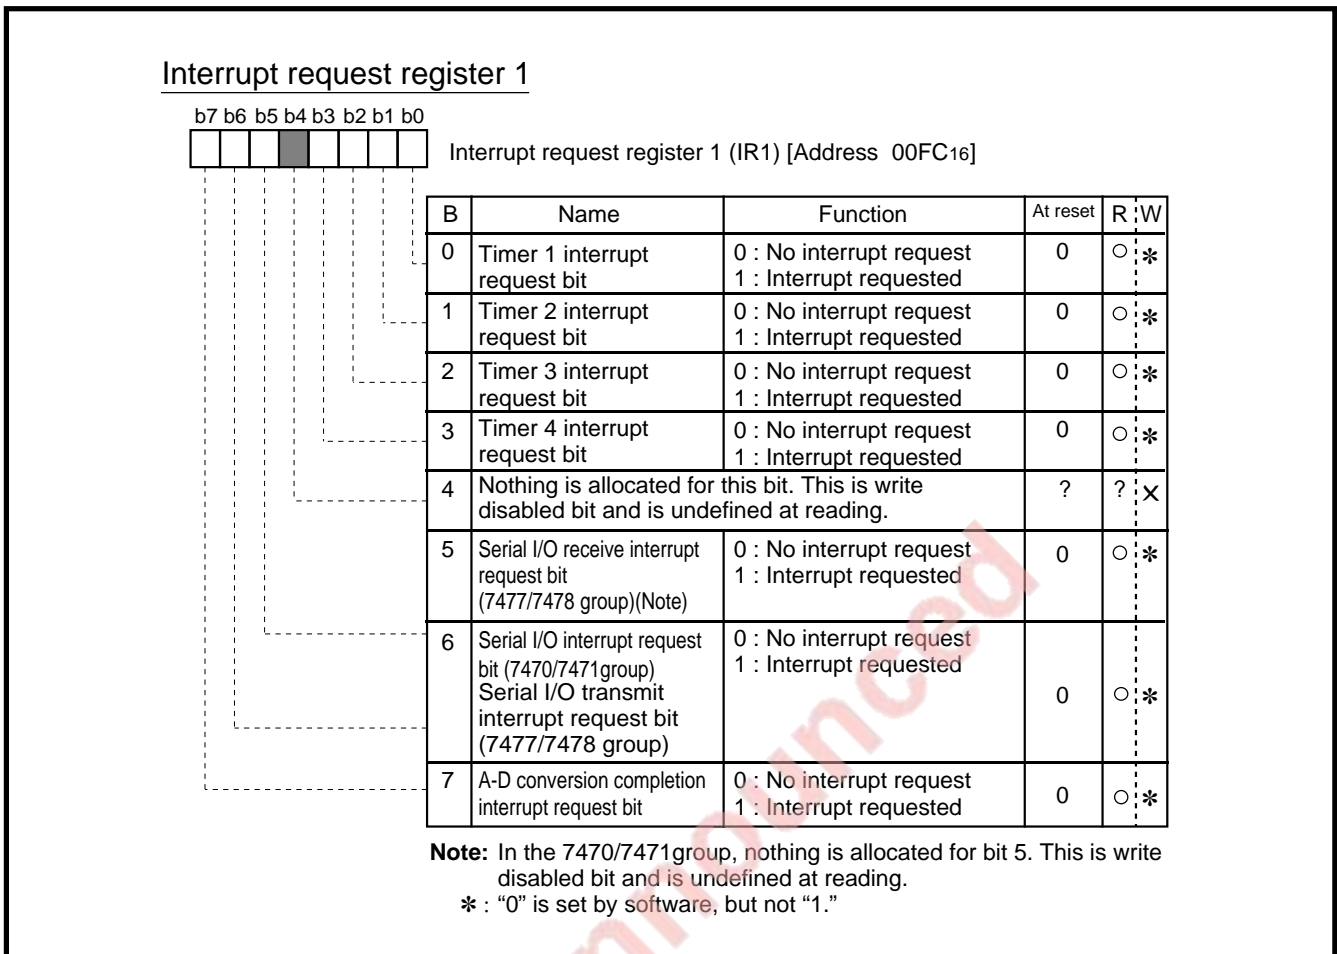 Interrupt request register 1
b7 b6 b5 b4 b3 b2 b1 b0
Interrupt request register 1 (IR1) [Address 00FC16]
B Name Function At reset R W
0 Timer 1 interrupt request bit 0 : No interrupt request 1 : Interrupt requested 0 ○ ✻
1 Timer 2 interrupt request bit 0 : No interrupt request 1 : Interrupt requested 0 ○ ✻
2 Timer 3 interrupt request bit 0 : No interrupt request 1 : Interrupt requested 0 ○ ✻
3 Timer 4 interrupt request bit 0 : No interrupt request 1 : Interrupt requested 0 ○ ✻
4 Nothing is allocated for this bit. This is write disabled bit and is undefined at reading. ? ? ×
5 Serial I/O receive interrupt request bit (7477/7478 group)(Note) 0 : No interrupt request 1 : Interrupt requested 0 ○ ✻
6 Serial I/O interrupt request bit (7470/7471group) Serial I/O transmit interrupt request bit (7477/7478 group) 0 : No interrupt request 1 : Interrupt requested 0 ○ ✻
7 A-D conversion completion interrupt request bit 0 : No interrupt request 1 : Interrupt requested 0 ○ ✻
Note: In the 7470/7471group, nothing is allocated for bit 5. This is write
disabled bit and is undefined at reading.
✻ : “0” is set by software, but not “1.”